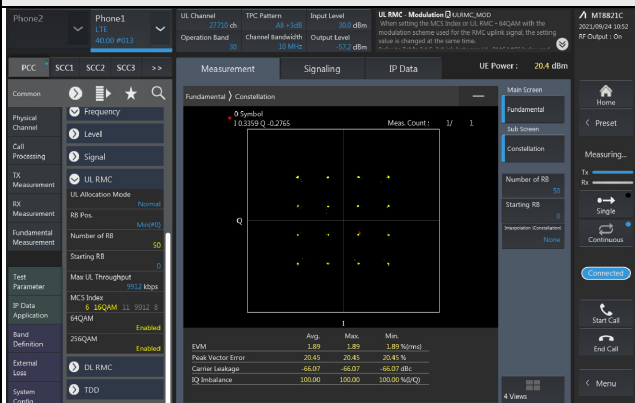 Phone2
Phone1
LTE
40.00 #013
UL Channel
27710 ch
TPC Pattern
All +3dB
Input Level
30.0 dBm
Operation Band
30
Channel Bandwidth
10 MHz
Output Level
-57.2 dBm
UL RMC - Modulation ULRMC_MOD
When setting the MCS Index or UL RMC - 64QAM with the
modulation scheme used for the RMC uplink signal, the setting
value is changed at the same time.
MT8821C
2021/09/24 10:52
RF Output : On
PCC
SCC1
SCC2
SCC3
>>
Measurement
Signaling
IP Data
UE Power : 20.4 dBm
Common
Physical
Channel
Call
Processing
TX
Measurement
RX
Measurement
Fundamental
Measurement
Test
Parameter
IP Data
Application
Band
Definition
External
Loss
System
Config
Frequency
Level
Signal
UL RMC
UL Allocation Mode
Normal
RB Pos.
Min(#0)
Number of RB
50
Starting RB
0
Max UL Throughput
9912 kbps
MCS Index
6 16QAM 11 9912 8
64QAM
Enabled
256QAM
Enabled
DL RMC
TDD
Fundamental
Constellation
0 Symbol
I 0.3359 Q -0.2765
Meas. Count : 1/ 1
Q
I
Avg. Max. Min.
EVM 1.89 1.89 1.89 %(rms)
Peak Vector Error 20.45 20.45 20.45 %
Carrier Leakage -66.07 -66.07 -66.07 dBc
IQ Imbalance 100.00 100.00 100.00 %(I/Q)
Main Screen
Fundamental
Sub Screen
Constellation
Number of RB
50
Starting RB
0
Interpolation (Constellation)
None
4 Views
Home
Preset
Measuring...
Tx
Rx
Single
Continuous
Connected
Start Call
End Call
Menu